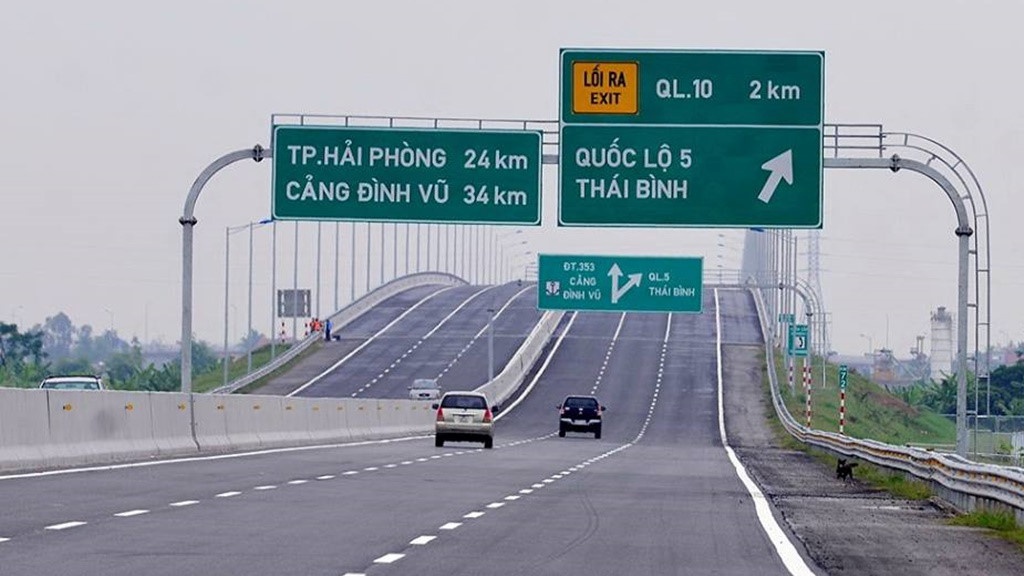 TP.HẢI PHÒNG 24 km
CẢNG ĐÌNH VŨ 34 km
LỐI RA
EXIT
QL.10 2 km
QUỐC LỘ 5
THÁI BÌNH
ĐT.353
CẢNG
ĐÌNH VŨ
QL.5
THÁI BÌNH